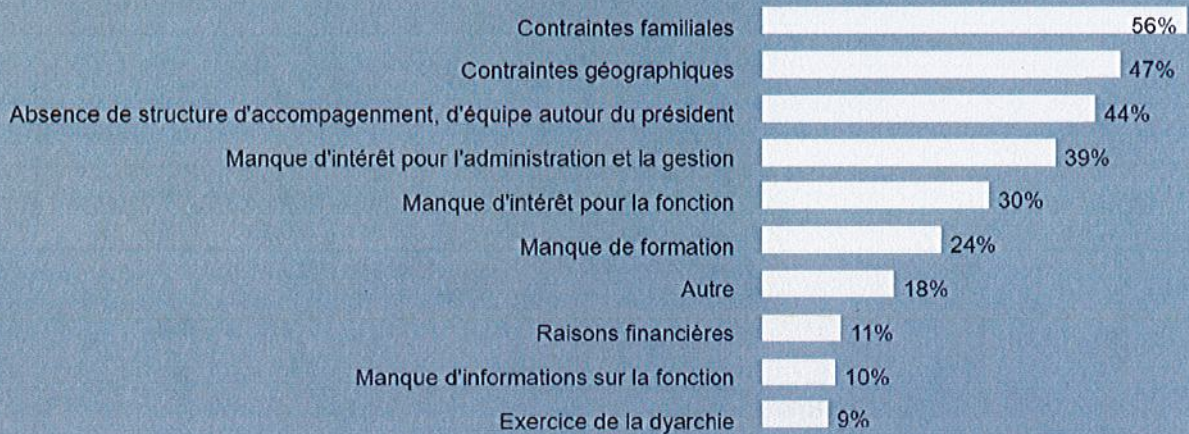 Contraintes familiales 56%
Contraintes géographiques 47%
Absence de structure d'accompagenment, d'équipe autour du président 44%
Manque d'intérêt pour l'administration et la gestion 39%
Manque d'intérêt pour la fonction 30%
Manque de formation 24%
Autre 18%
Raisons financières 11%
Manque d'informations sur la fonction 10%
Exercice de la dyarchie 9%